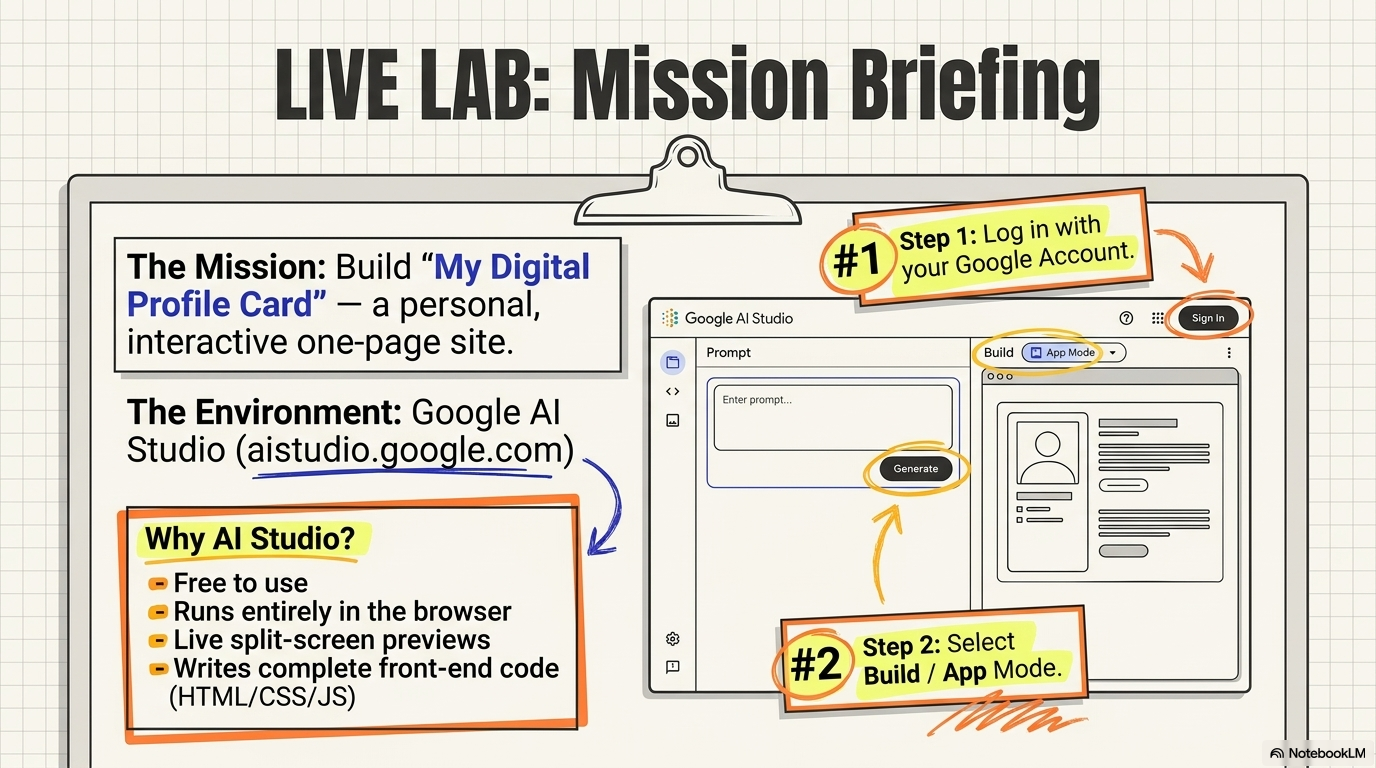 LIVE LAB: Mission Briefing
The Mission: Build “My Digital
Profile Card” — a personal,
interactive one-page site.
The Environment: Google AI
Studio (aistudio.google.com)
Why AI Studio?
Free to use
Runs entirely in the browser
Live split-screen previews
Writes complete front-end code
(HTML/CSS/JS)
#1
Step 1: Log in with
your Google Account.
Google AI Studio
Sign In
Prompt
Build
App Mode
Enter prompt...
Generate
#2
Step 2: Select
Build / App Mode.
NotebookLM